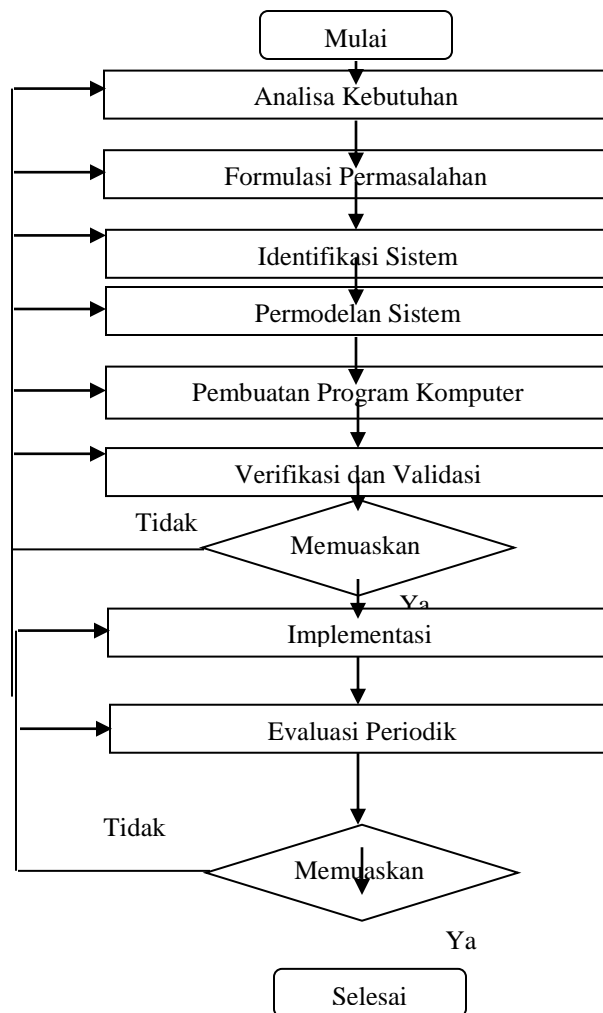 Mulai
Analisa Kebutuhan
Formulasi Permasalahan
Identifikasi Sistem
Permodelan Sistem
Pembuatan Program Komputer
Verifikasi dan Validasi
Tidak
Memuaskan
Ya
Implementasi
Evaluasi Periodik
Tidak
Memuaskan
Ya
Selesai